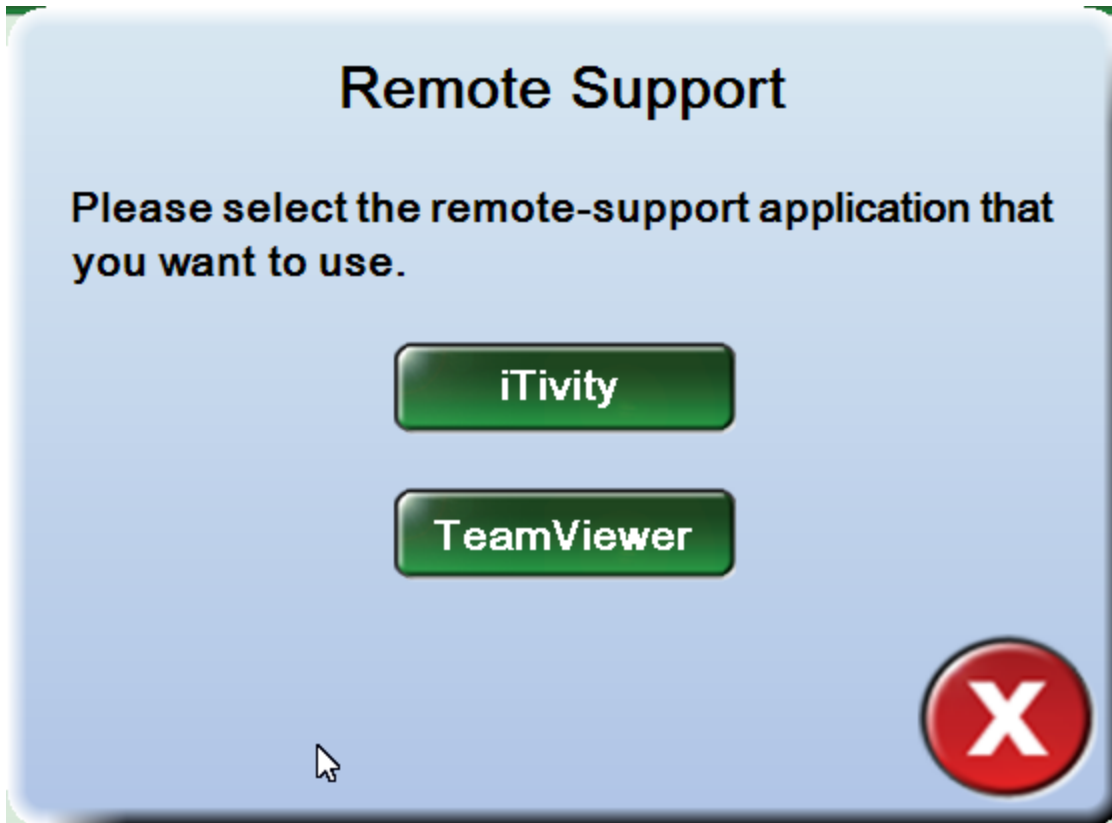 Remote Support
Please select the remote-support application that
you want to use.
iTivity
TeamViewer
X